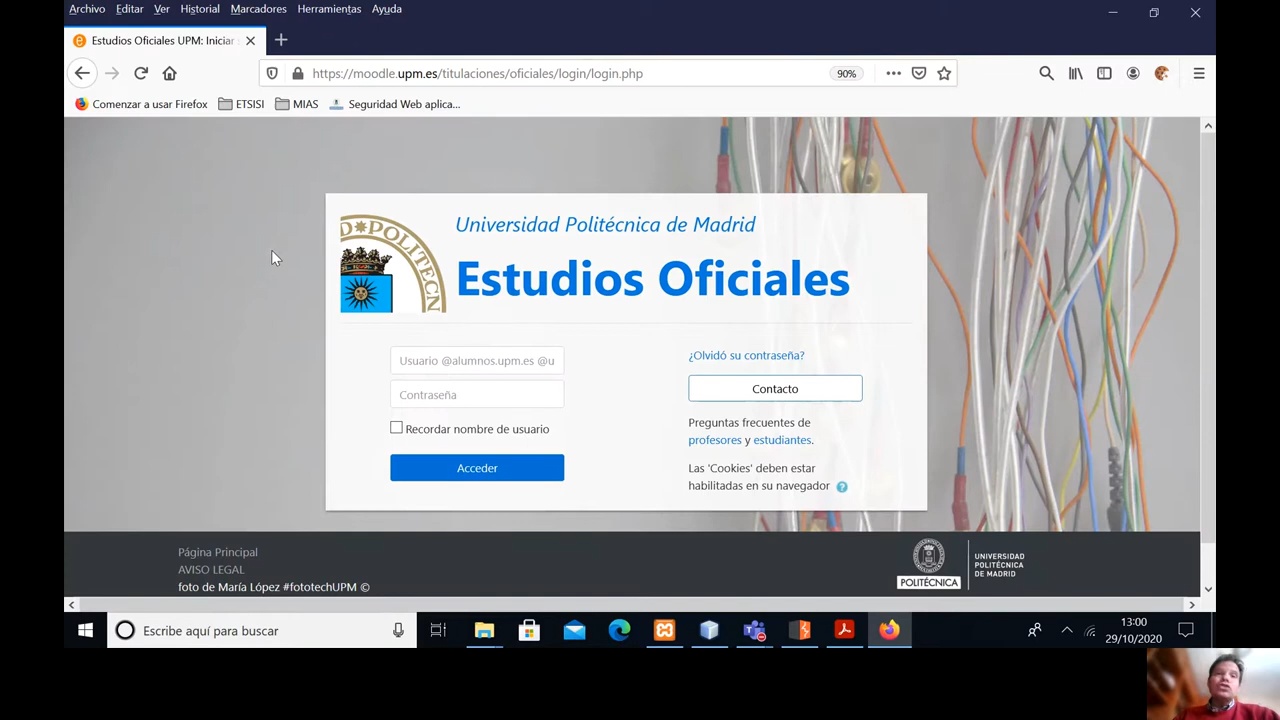 Archivo Editar Ver Historial Marcadores Herramientas Ayuda
Estudios Oficiales UPM: Iniciar
https://moodle.upm.es/titulaciones/oficiales/login/login.php 90%
Comenzar a usar Firefox ETSISI MIAS Seguridad Web aplica...
Universidad Politécnica de Madrid
Estudios Oficiales
D POLITECN
Usuario @alumnos.upm.es @u
Contraseña
Recordar nombre de usuario
Acceder
¿Olvidó su contraseña?
Contacto
Preguntas frecuentes de
profesores y estudiantes.
Las 'Cookies' deben estar
habilitadas en su navegador ?
Página Principal
AVISO LEGAL
foto de María López #fototechUPM ©
POLITÉCNICA
UNIVERSIDAD
POLITÉCNICA
DE MADRID
Escribe aquí para buscar
13:00
29/10/2020